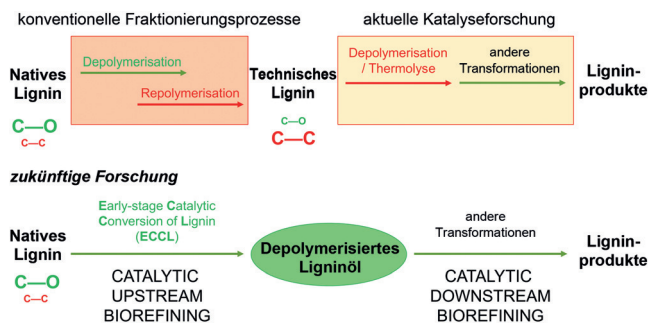 konventionelle Fraktionierungsprozesse
aktuelle Katalyseforschung
Natives
Lignin
C—O
C—C
Depolymerisation
Repolymerisation
Technisches
Lignin
C—O
C—C
Depolymerisation
/ Thermolyse
andere
Transformationen
Lignin-
produkte
zukünftige Forschung
Natives
Lignin
C—O
C—C
Early-stage Catalytic
Conversion of Lignin
(ECCL)
CATALYTIC
UPSTREAM
BIOREFINING
Depolymerisiertes
Ligninöl
andere
Transformationen
CATALYTIC
DOWNSTREAM
BIOREFINING
Lignin-
produkte